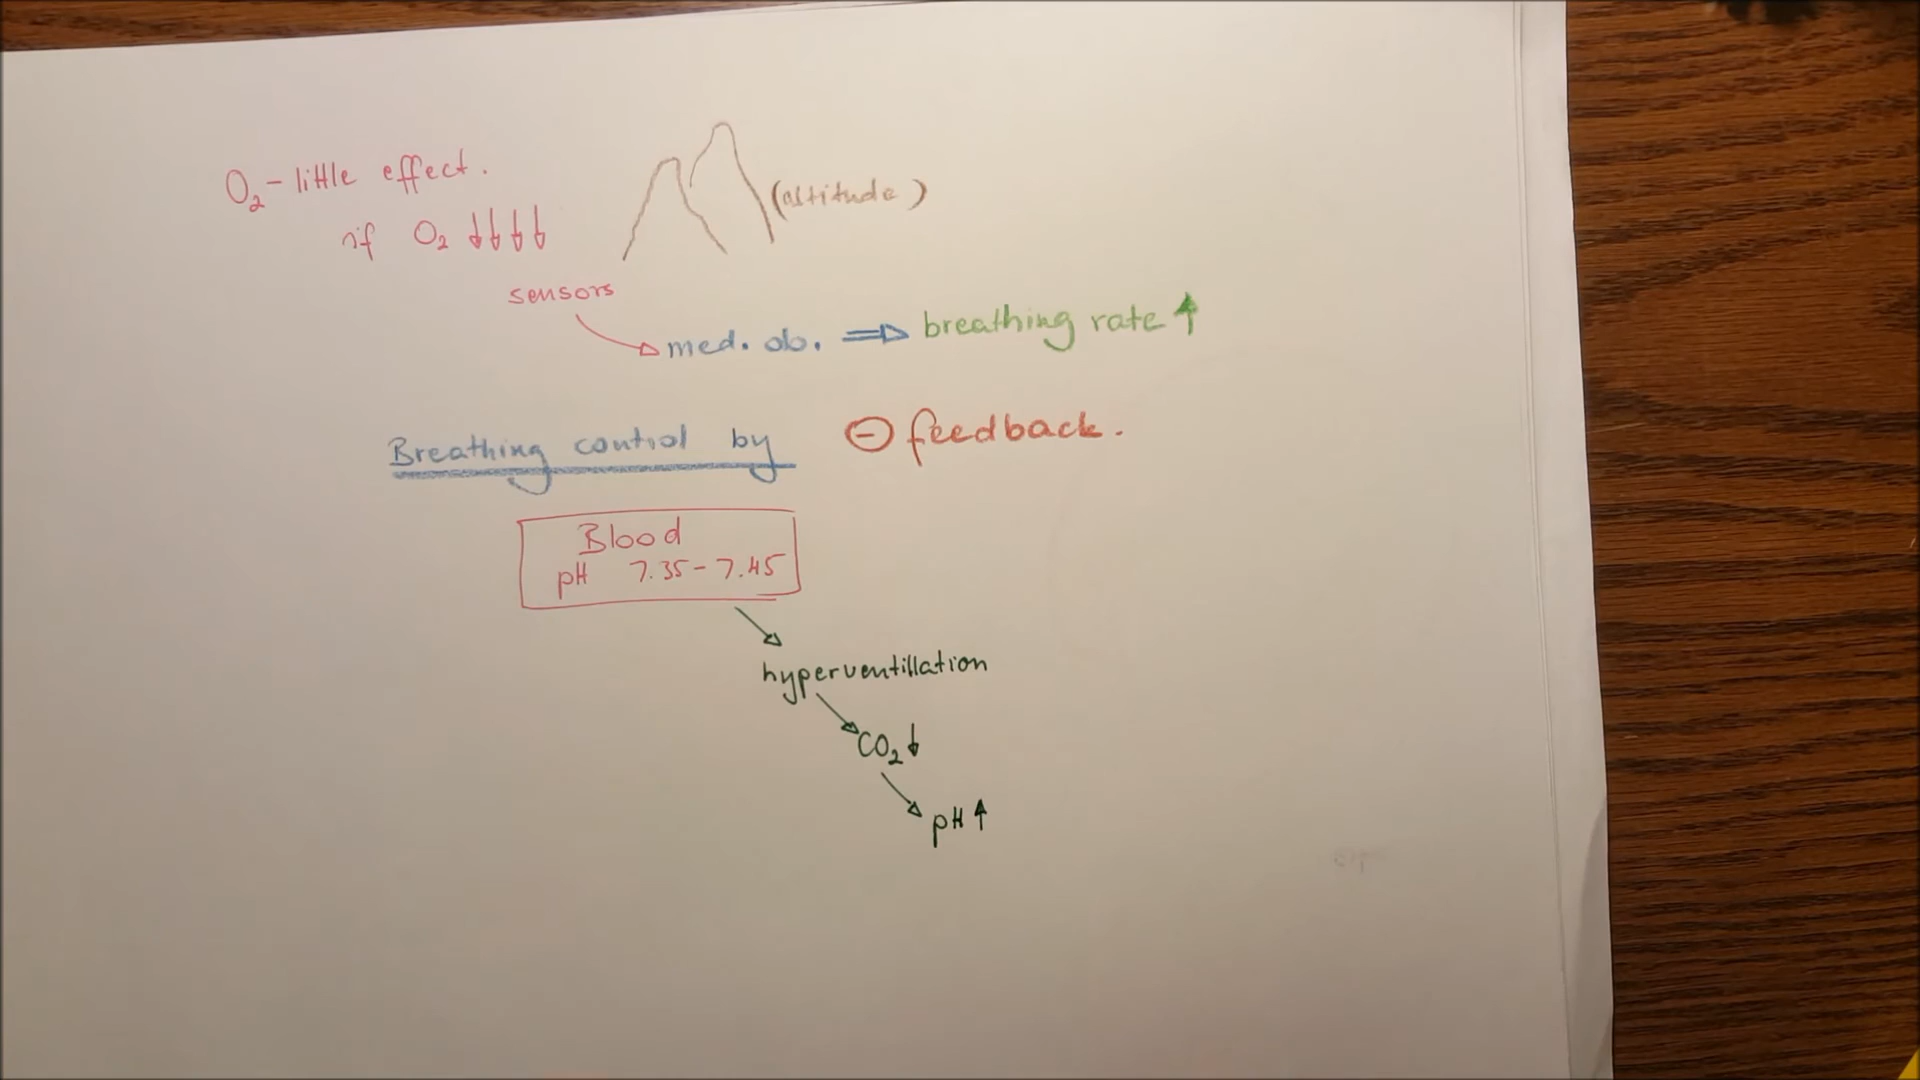 O₂ - little effect.
if O₂ ↓↓↓↓
(altitude)
sensors
med. ob. ⇒ breathing rate ↑
Breathing control by ⊖ feedback.
Blood
pH 7.35 - 7.45
hyperventillation
CO₂ ↓
pH ↑